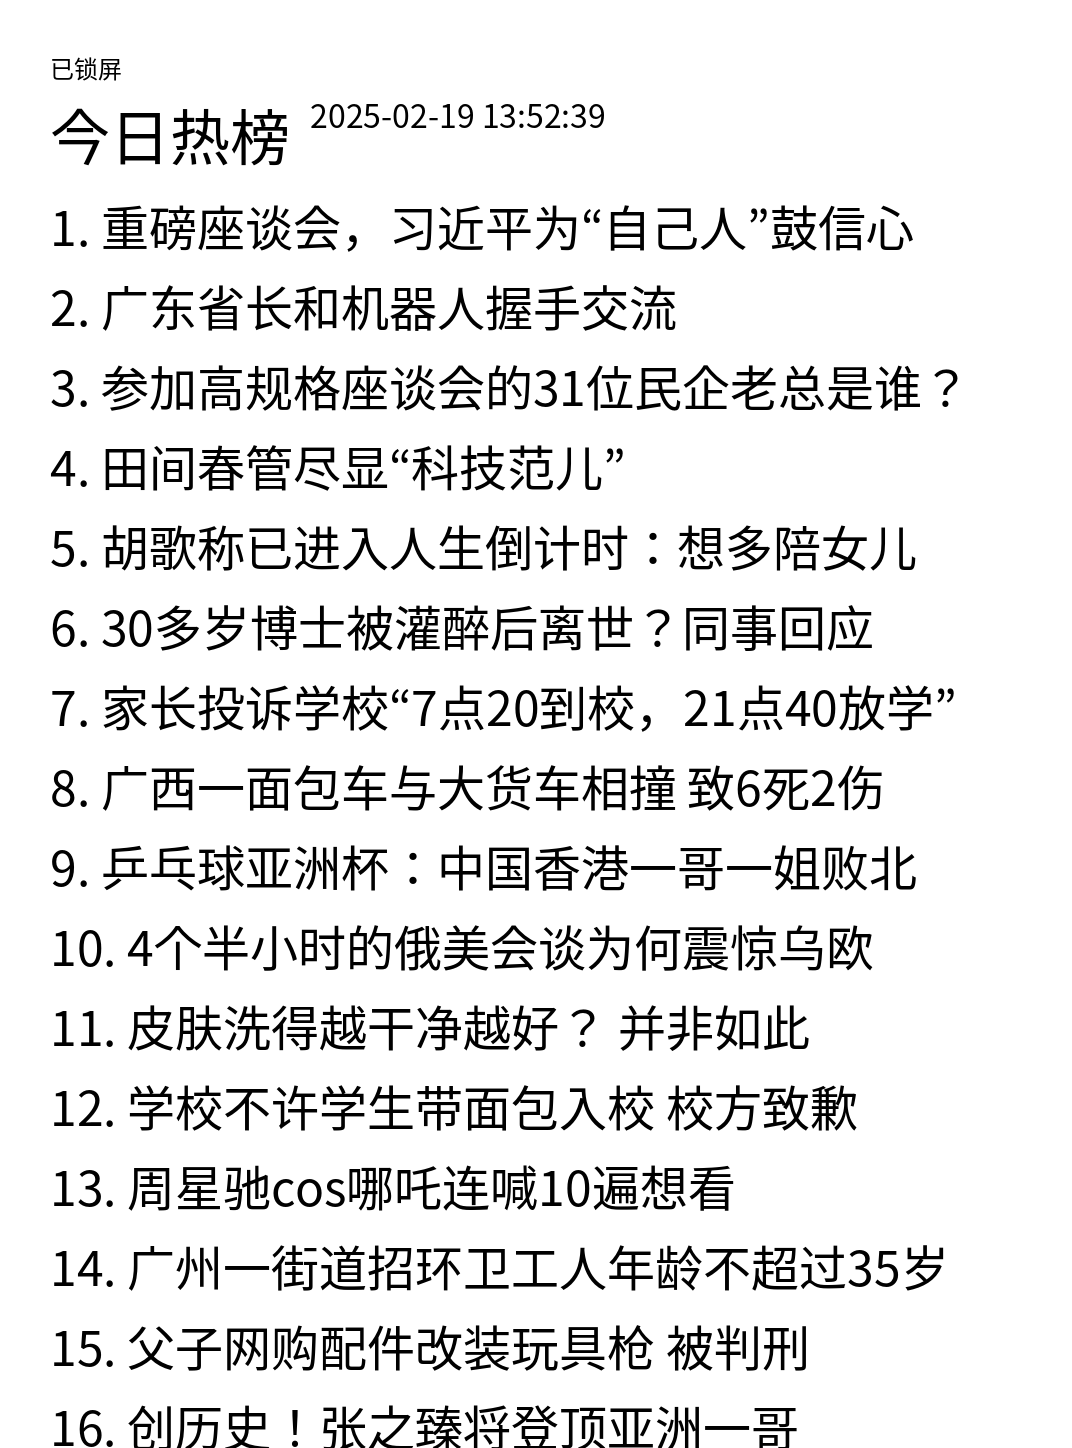 已锁屏
今日热榜 2025-02-19 13:52:39
1. 重磅座谈会，习近平为“自己人”鼓信心
2. 广东省长和机器人握手交流
3. 参加高规格座谈会的31位民企老总是谁？
4. 田间春管尽显“科技范儿”
5. 胡歌称已进入人生倒计时：想多陪女儿
6. 30多岁博士被灌醉后离世？同事回应
7. 家长投诉学校“7点20到校，21点40放学”
8. 广西一面包车与大货车相撞 致6死2伤
9. 乒乓球亚洲杯：中国香港一哥一姐败北
10. 4个半小时的俄美会谈为何震惊乌欧
11. 皮肤洗得越干净越好？ 并非如此
12. 学校不许学生带面包入校 校方致歉
13. 周星驰cos哪吒连喊10遍想看
14. 广州一街道招环卫工人年龄不超过35岁
15. 父子网购配件改装玩具枪 被判刑
16. 创历史！张之臻将登顶亚洲一哥